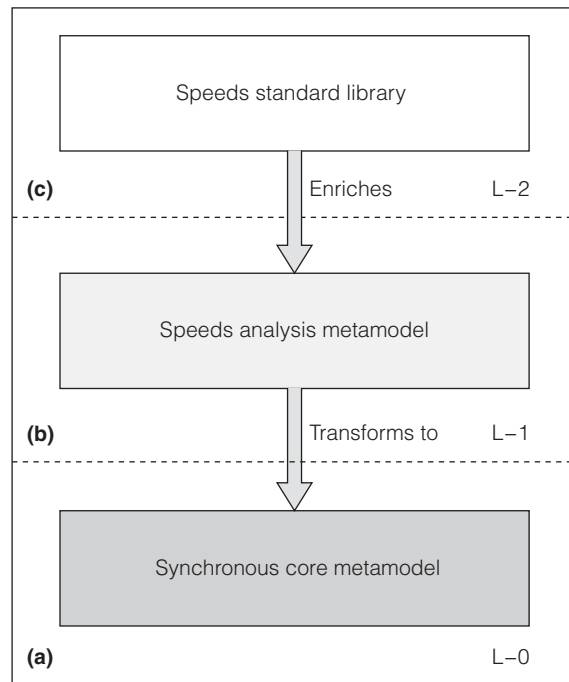 Speeds standard library
(c) Enriches L–2
Speeds analysis metamodel
(b) Transforms to L–1
Synchronous core metamodel
(a) L–0